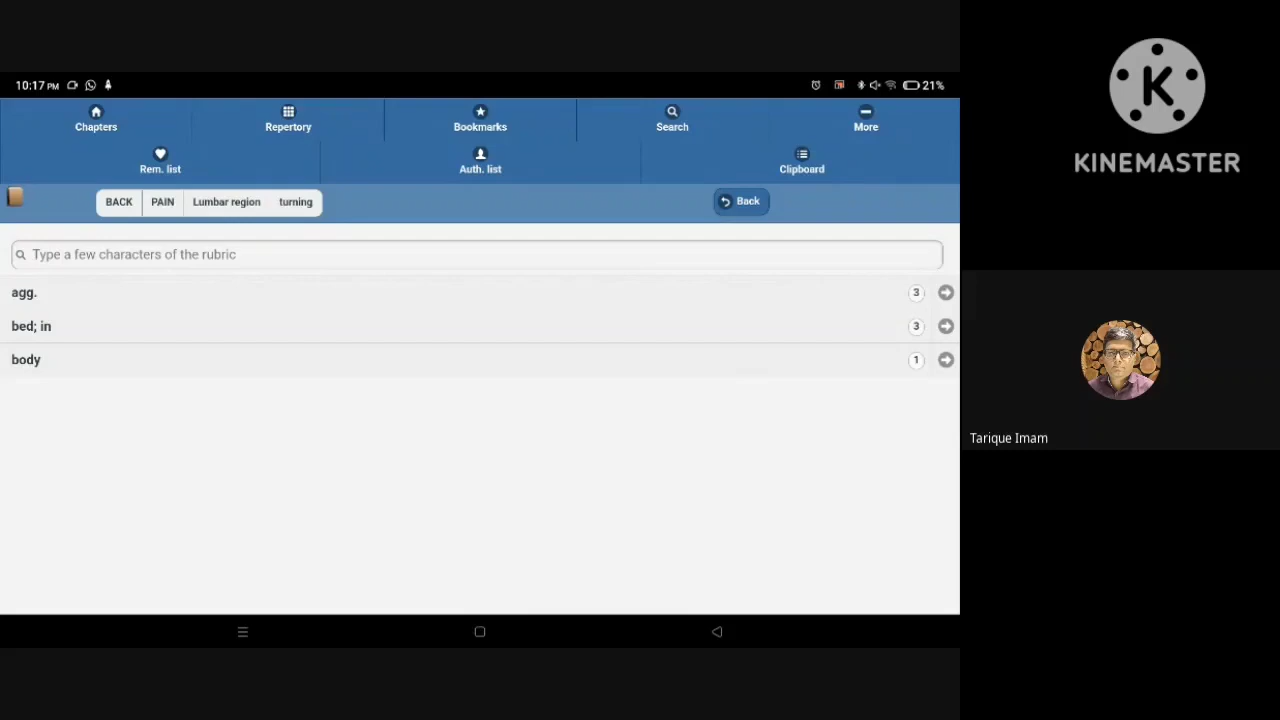 10:17 PM
21%
Chapters
Repertory
Bookmarks
Search
More
Rem. list
Auth. list
Clipboard
BACK PAIN Lumbar region turning
Back
Type a few characters of the rubric
agg. 3
bed; in 3
body 1
K
KINEMASTER
Tarique Imam